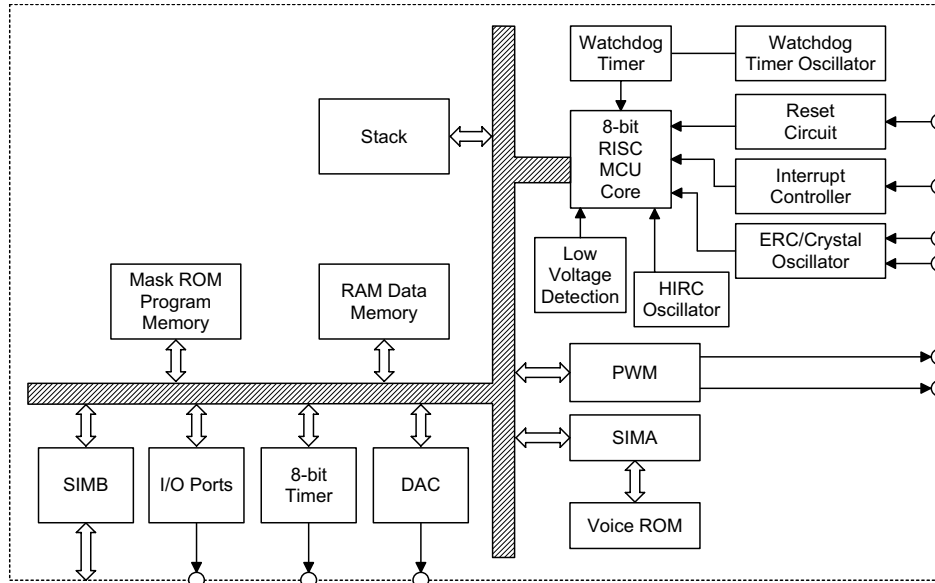 Watchdog
Timer
Watchdog
Timer Oscillator
Stack
8-bit
RISC
MCU
Core
Reset
Circuit
Interrupt
Controller
ERC/Crystal
Oscillator
Low
Voltage
Detection
HIRC
Oscillator
Mask ROM
Program
Memory
RAM Data
Memory
PWM
SIMA
SIMB
I/O Ports
8-bit
Timer
DAC
Voice ROM